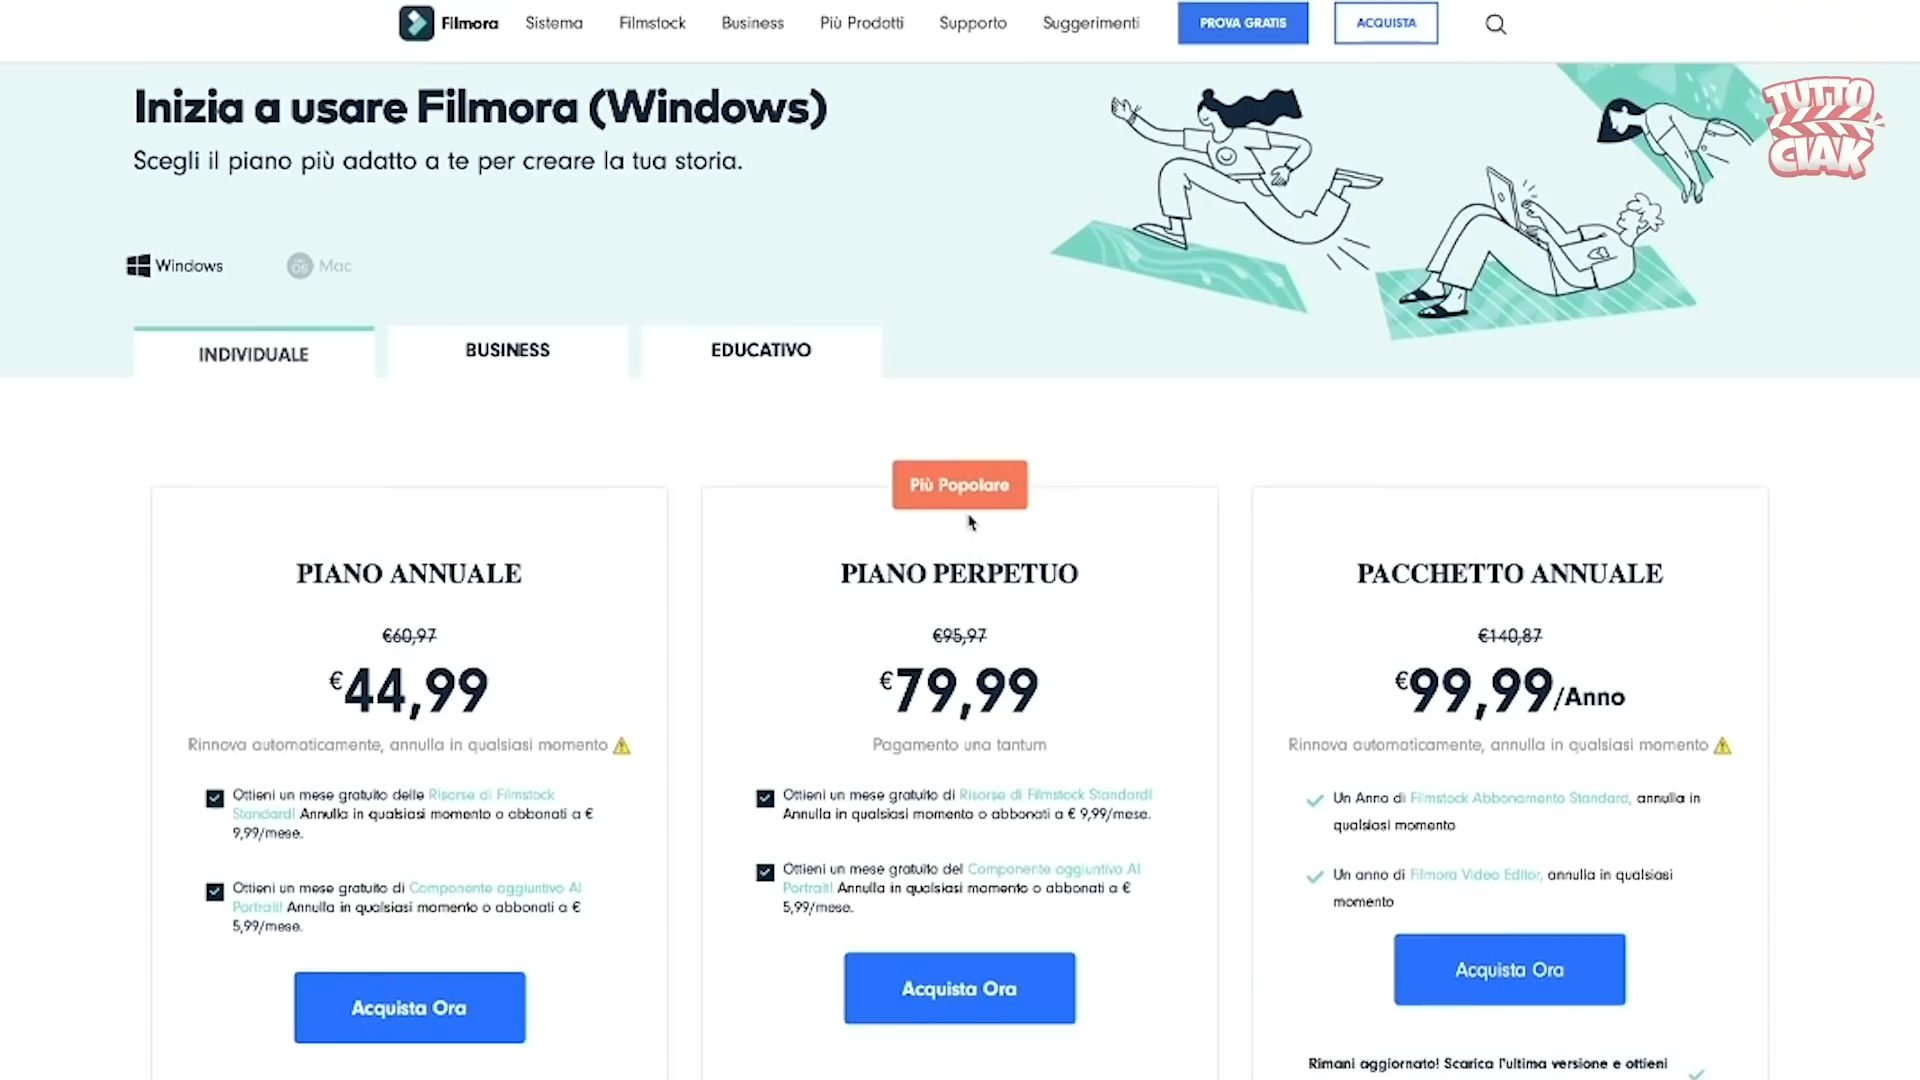 Filmora Sistema Filmstock Business Più Prodotti Supporto Suggerimenti PROVA GRATIS ACQUISTA
Inizia a usare Filmora (Windows)
Scegli il piano più adatto a te per creare la tua storia.
TUTTO
CIAK
Windows macOS Mac
INDIVIDUALE BUSINESS EDUCATIVO
Più Popolare
PIANO ANNUALE
€60,97
€44,99
Rinnova automaticamente, annulla in qualsiasi momento
Ottieni un mese gratuito delle Risorse di Filmstock
Standard! Annulla in qualsiasi momento o abbonati a €
9,99/mese.
Ottieni un mese gratuito di Componente aggiuntivo AI
Portrait! Annulla in qualsiasi momento o abbonati a €
5,99/mese.
Acquista Ora
PIANO PERPETUO
€95,97
€79,99
Pagamento una tantum
Ottieni un mese gratuito di Risorse di Filmstock Standard!
Annulla in qualsiasi momento o abbonati a € 9,99/mese.
Ottieni un mese gratuito del Componente aggiuntivo AI
Portrait! Annulla in qualsiasi momento o abbonati a €
5,99/mese.
Acquista Ora
PACCHETTO ANNUALE
€140,87
€99,99/Anno
Rinnova automaticamente, annulla in qualsiasi momento
Un Anno di Filmstock Abbonamento Standard, annulla in
qualsiasi momento
Un anno di Filmora Video Editor, annulla in qualsiasi
momento
Acquista Ora
Rimani aggiornato! Scarica l'ultima versione e ottieni